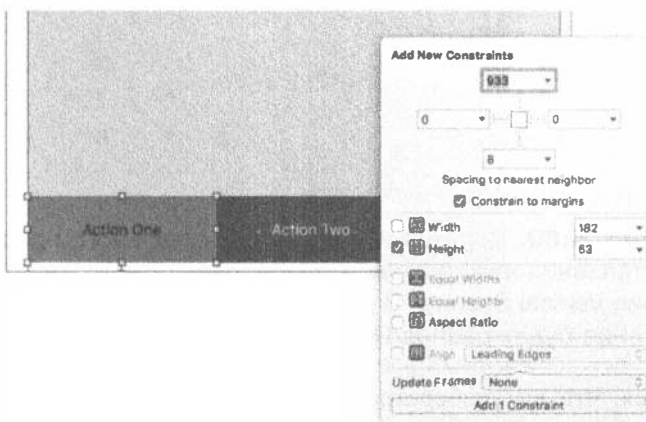 Add New Constraints
933
0
0
8
Spacing to nearest neighbor
Constrain to margins
Action One
Action Two
Width
182
Height
63
Equal Widths
Equal Heights
Aspect Ratio
Align
Leading Edges
Update Frames
None
Add 1 Constraint